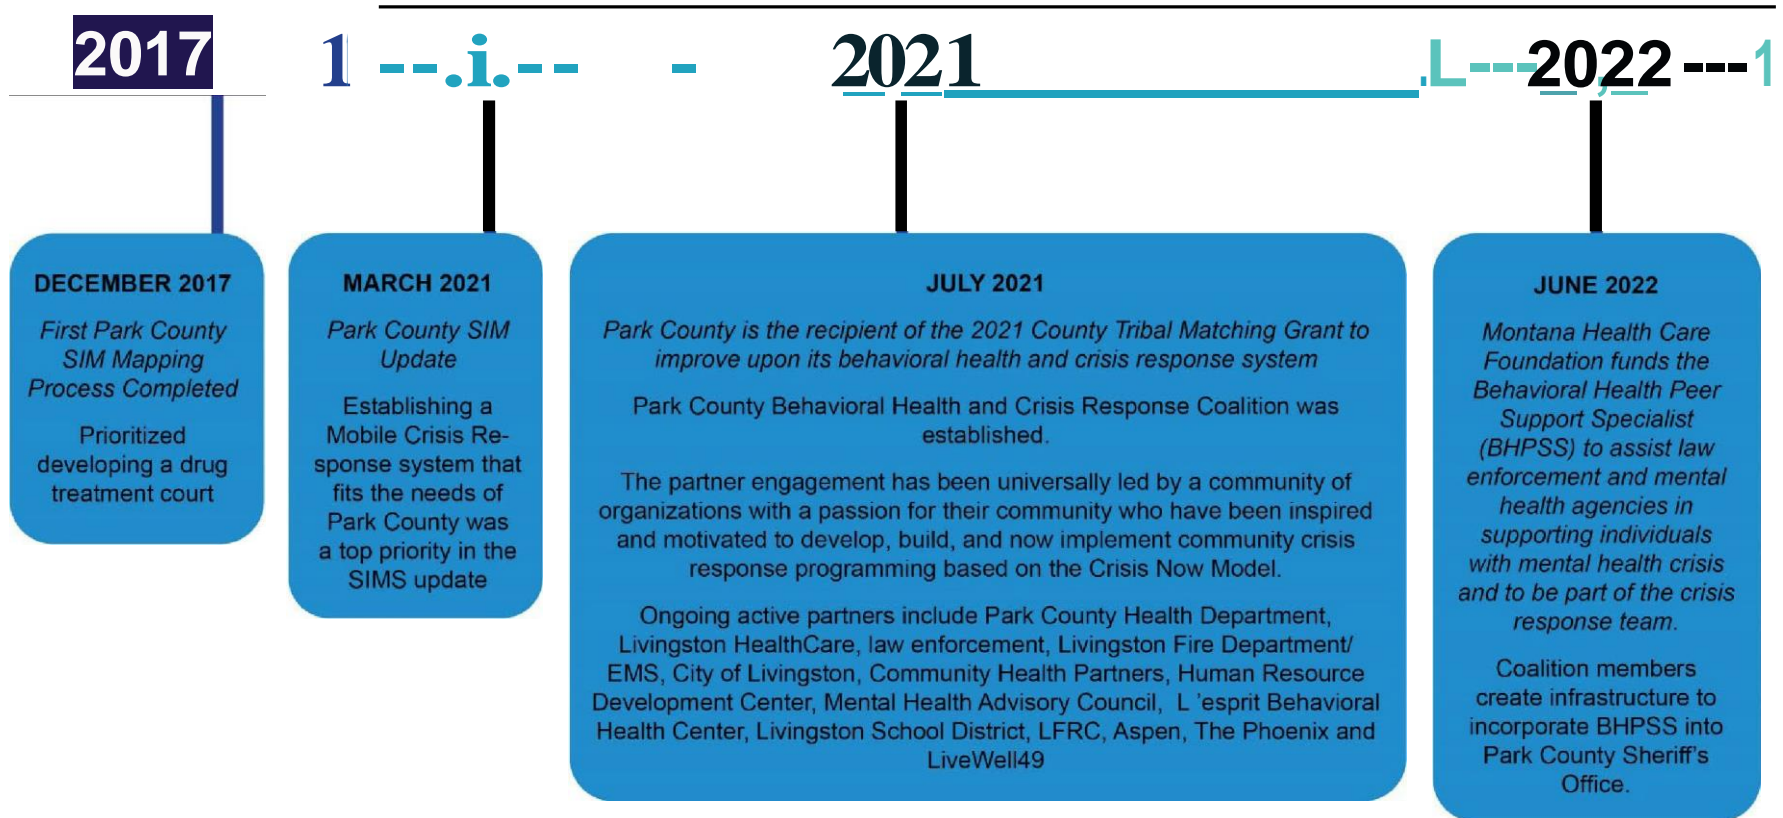 2017
1 --.i.-- - 2021
.L---2022 ---1
DECEMBER 2017
First Park County
SIM Mapping
Process Completed
Prioritized
developing a drug
treatment court
MARCH 2021
Park County SIM
Update
Establishing a
Mobile Crisis Re-
sponse system that
fits the needs of
Park County was
a top priority in the
SIMS update
JULY 2021
Park County is the recipient of the 2021 County Tribal Matching Grant to
improve upon its behavioral health and crisis response system
Park County Behavioral Health and Crisis Response Coalition was
established.
The partner engagement has been universally led by a community of
organizations with a passion for their community who have been inspired
and motivated to develop, build, and now implement community crisis
response programming based on the Crisis Now Model.
Ongoing active partners include Park County Health Department,
Livingston HealthCare, law enforcement, Livingston Fire Department/
EMS, City of Livingston, Community Health Partners, Human Resource
Development Center, Mental Health Advisory Council, L 'esprit Behavioral
Health Center, Livingston School District, LFRC, Aspen, The Phoenix and
LiveWell49
JUNE 2022
Montana Health Care
Foundation funds the
Behavioral Health Peer
Support Specialist
(BHPSS) to assist law
enforcement and mental
health agencies in
supporting individuals
with mental health crisis
and to be part of the crisis
response team.
Coalition members
create infrastructure to
incorporate BHPSS into
Park County Sheriff's
Office.